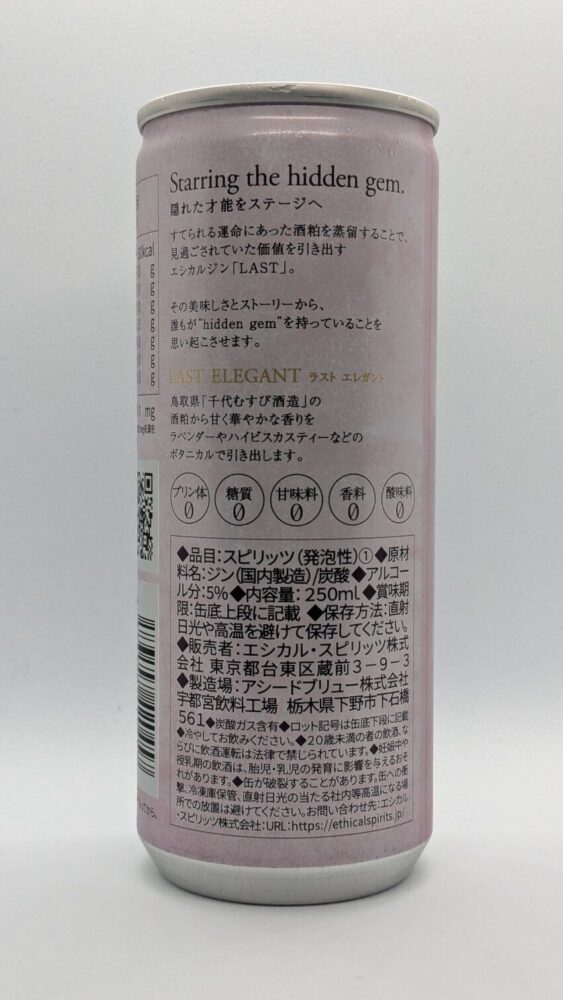 Starring the hidden gem.
隠れた才能をステージへ
すてられる運命にあった酒粕を蒸留することで、
見過ごされていた価値を引き出す
エシカルジン「LAST」。
その美味しさとストーリーから、
誰もが"hidden gem"を持っていることを
思い起こさせます。
LAST ELEGANT ラスト エレガント
鳥取県「千代むすび酒造」の
酒粕から甘く華やかな香りを
ラベンダーやハイビスカスティーなどの
ボタニカルで引き出します。
プリン体 0 糖質 0 甘味料 0 香料 0 酸味料 0
◆品目:スピリッツ(発泡性)① ◆原材
料名:ジン(国内製造)/炭酸 ◆アルコー
ル分:5% ◆内容量: 250ml ◆賞味期
限:缶底上段に記載 ◆保存方法:直射
日光や高温を避けて保存してください。
◆販売者:エシカル・スピリッツ株式
会社 東京都台東区蔵前3-9-3
◆製造場:アシードブリュー株式会社
宇都宮飲料工場 栃木県下野市下石橋
561 ◆炭酸ガス含有 ◆ロット記号は缶底下段に記載
◆冷やしてお飲みください。◆20歳未満の者の飲酒、な
らびに飲酒運転は法律で禁じられています。◆妊娠中や
授乳期の飲酒は、胎児・乳児の発育に影響を与えるおそ
れがあります。◆缶が破裂することがあります。缶への衝
撃、冷凍庫保管、直射日光の当たる社内等高温になる場
所での放置は避けてください。お問い合わせ先:エシカル
・スピリッツ株式会社:URL:https://ethicalspirits.jp/
kcal
g
g
g
g
g
g
g
mg